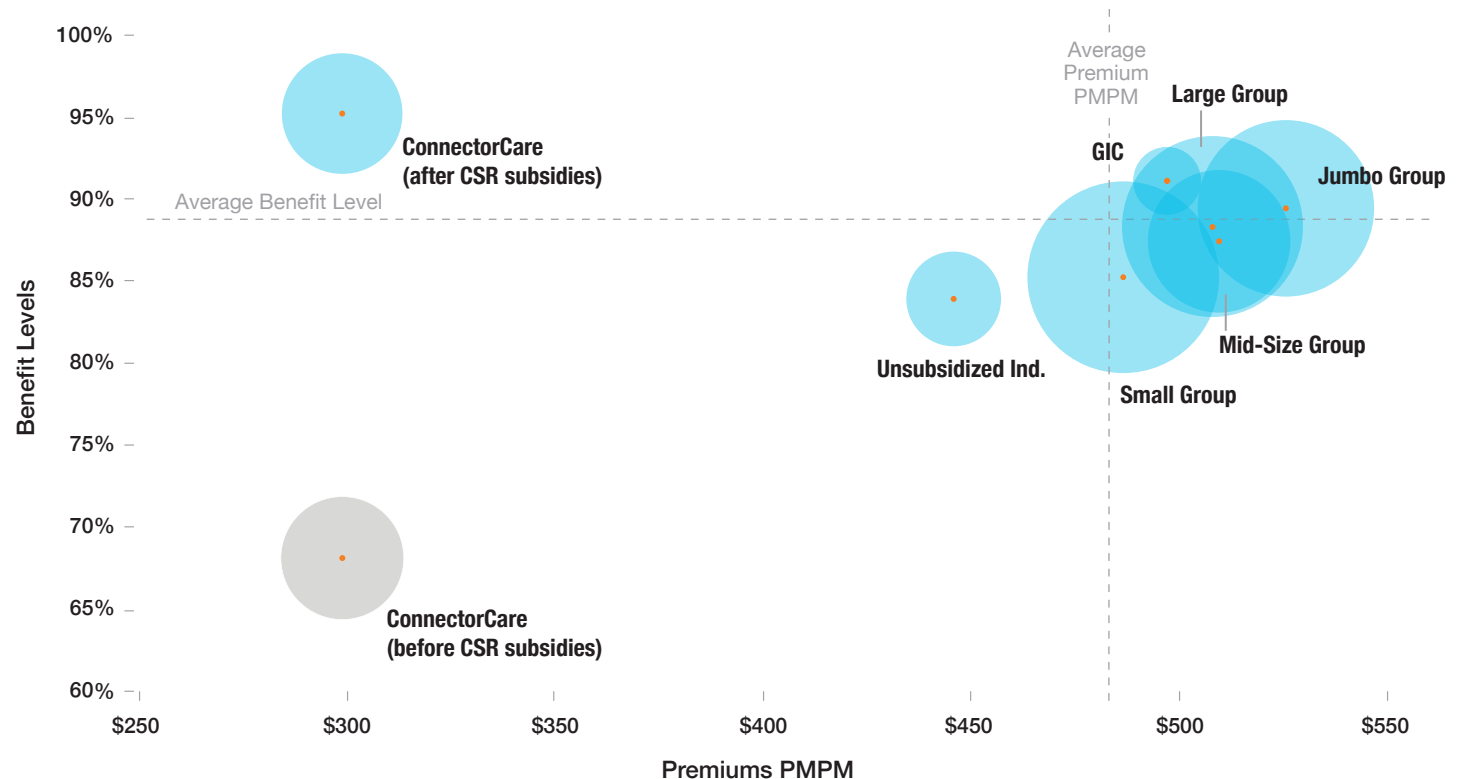 100%
95%
90%
85%
80%
75%
70%
65%
60%
Benefit Levels
Average
Premium
PMPM
Large Group
GIC
ConnectorCare
(after CSR subsidies)
Jumbo Group
Average Benefit Level
Mid-Size Group
Unsubsidized Ind.
Small Group
ConnectorCare
(before CSR subsidies)
$250
$300
$350
$400
$450
$500
$550
Premiums PMPM